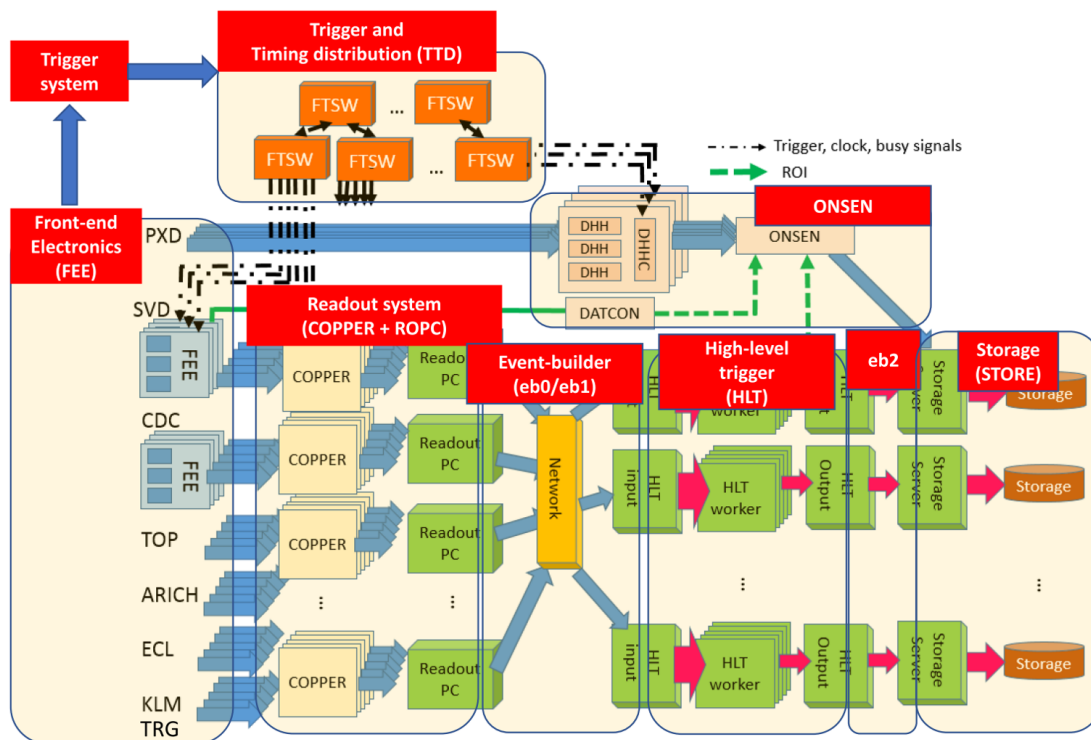 Trigger and
Timing distribution (TTD)
Trigger
system
FTSW
...
FTSW
FTSW
FTSW
...
FTSW
Trigger, clock, busy signals
ROI
Front-end
Electronics
(FEE)
PXD
DHH
DHH
DHH
DHHC
ONSEN
ONSEN
SVD
DATCON
Readout system
(COPPER + ROPC)
FEE
COPPER
Readout
PC
Event-builder
(eb0/eb1)
High-level
trigger
(HLT)
eb2
Storage
(STORE)
HLT
HLT
Storage
Server
Storage
CDC
FEE
COPPER
Readout
PC
Network
HLT
input
HLT
worker
HLT
Output
Storage
Server
Storage
TOP
COPPER
Readout
PC
ARICH
...
...
...
...
ECL
KLM
TRG
COPPER
Readout
PC
HLT
input
HLT
worker
HLT
Output
Storage
Server
Storage